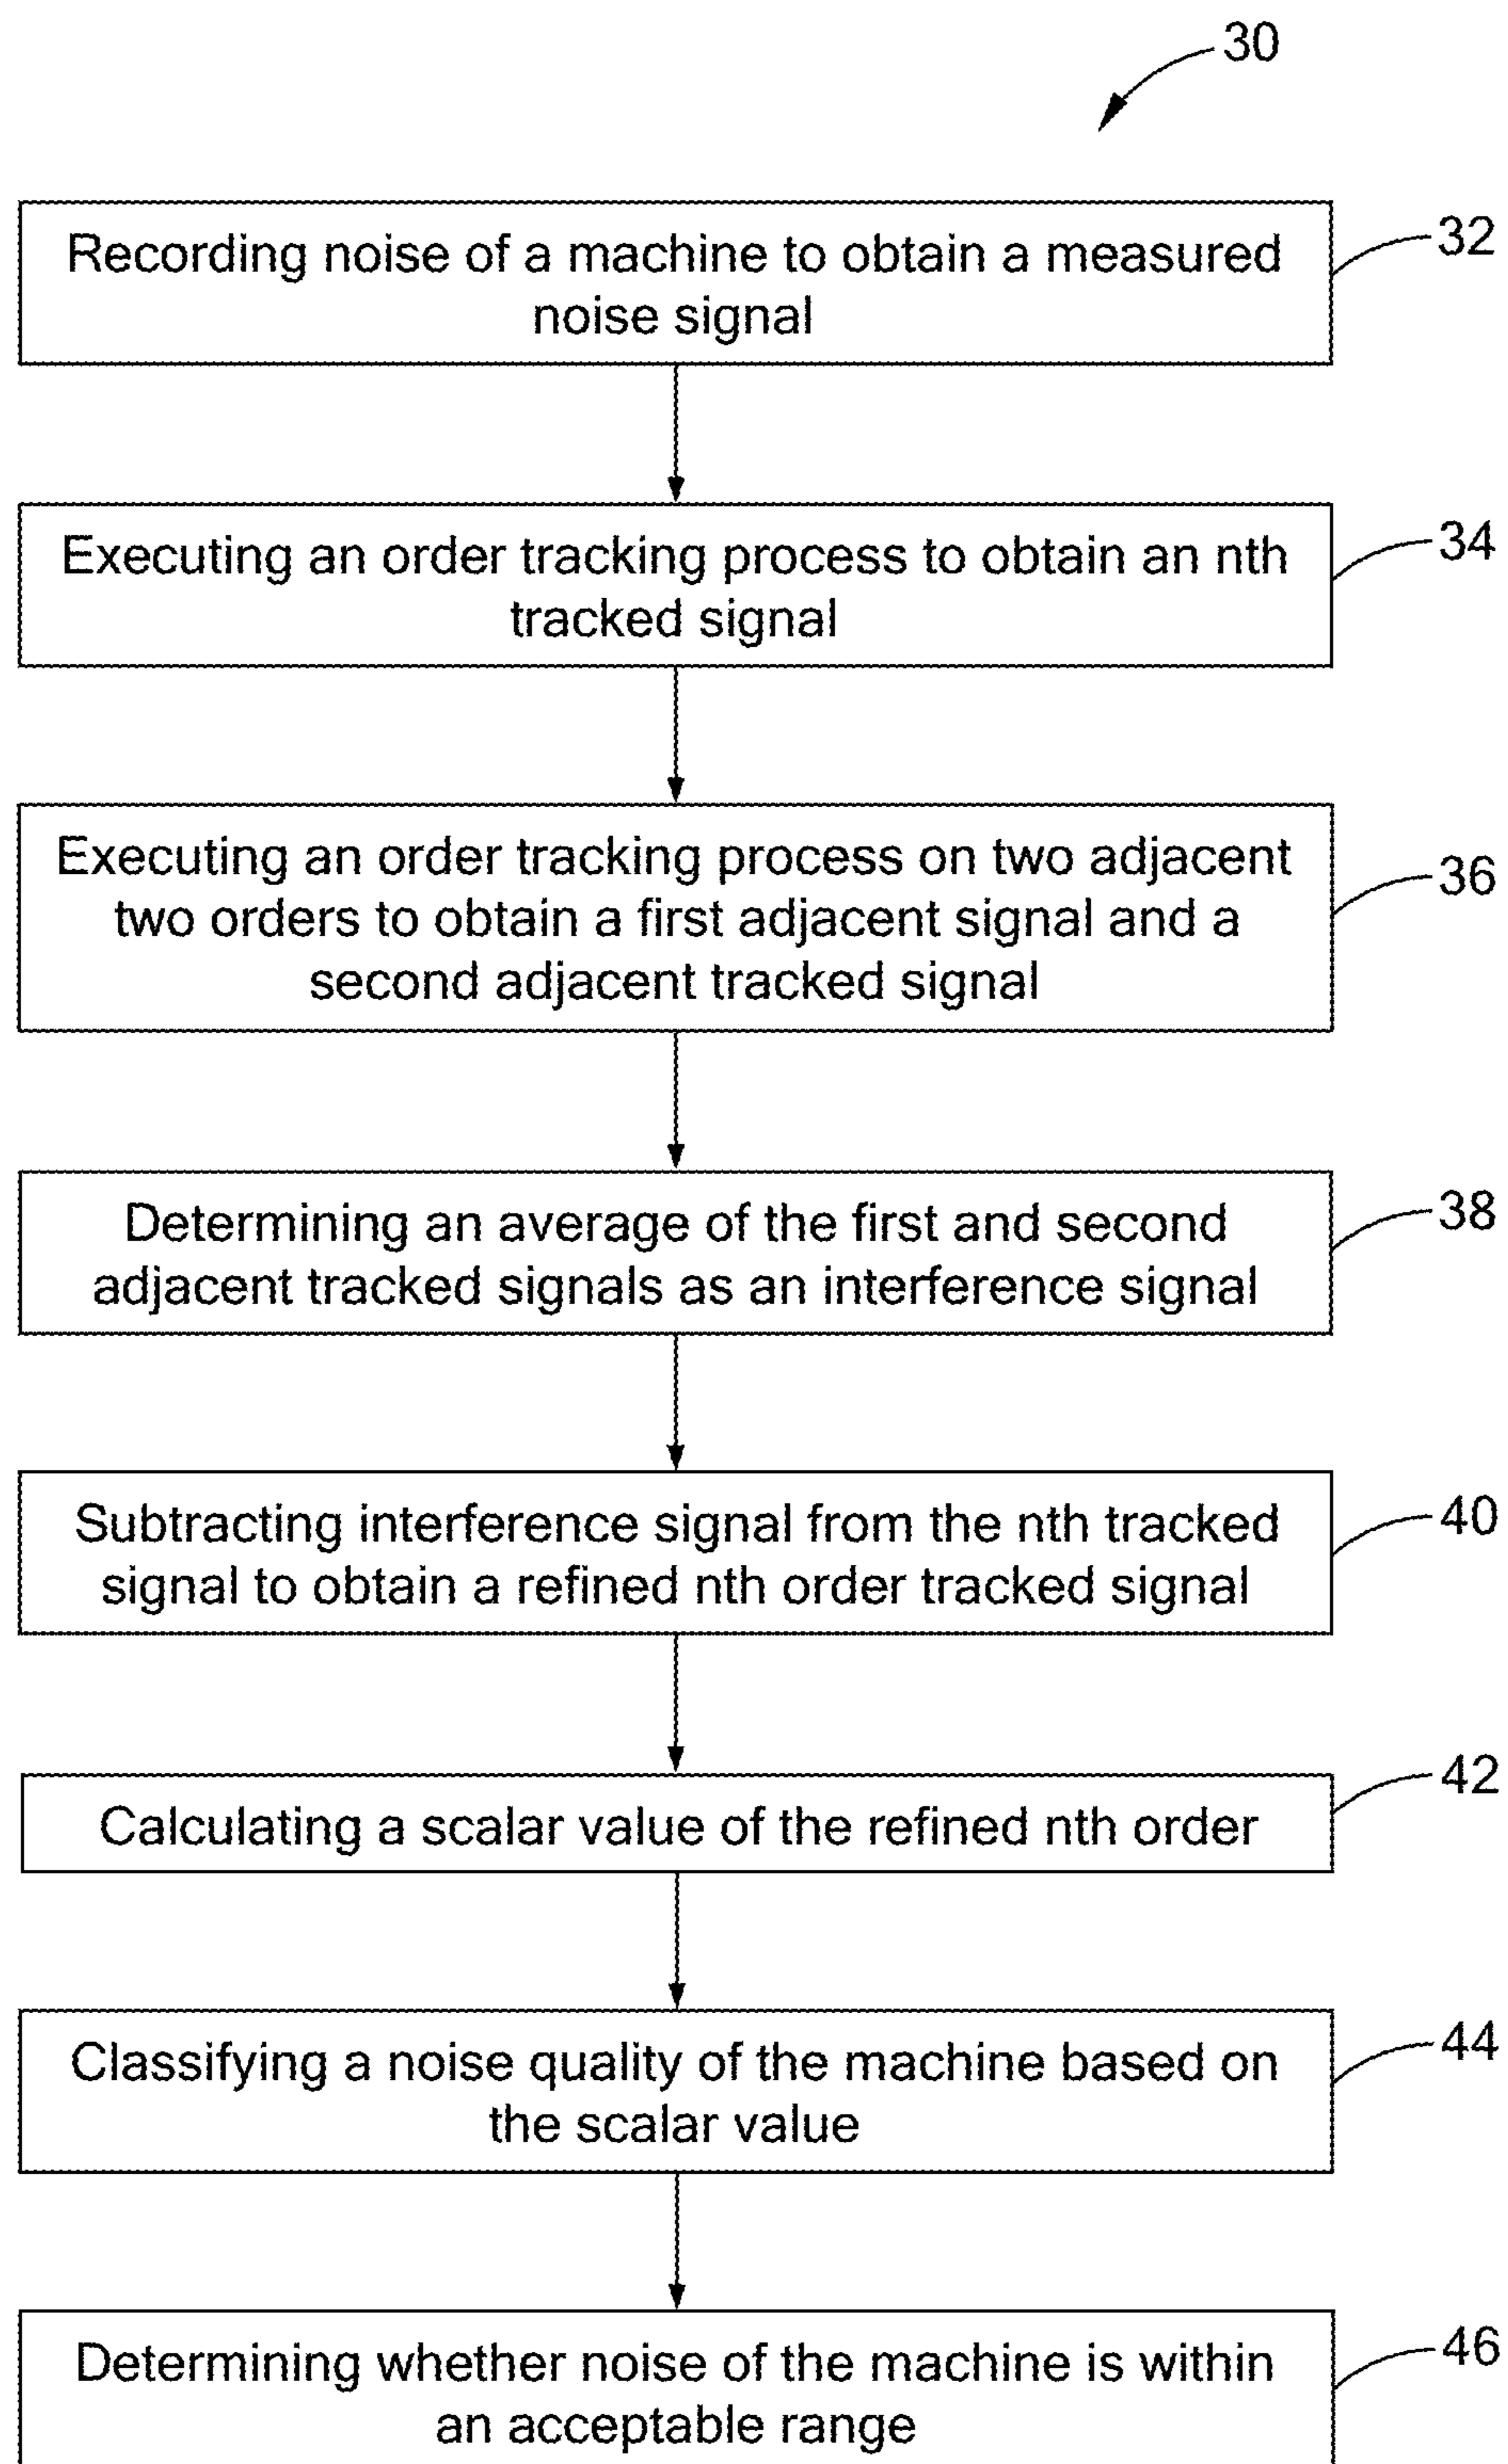 30
Recording noise of a machine to obtain a measured
noise signal
32
Executing an order tracking process to obtain an nth
tracked signal
34
Executing an order tracking process on two adjacent
two orders to obtain a first adjacent signal and a
second adjacent tracked signal
36
Determining an average of the first and second
adjacent tracked signals as an interference signal
38
Subtracting interference signal from the nth tracked
signal to obtain a refined nth order tracked signal
40
Calculating a scalar value of the refined nth order
42
Classifying a noise quality of the machine based on
the scalar value
44
Determining whether noise of the machine is within
an acceptable range
46